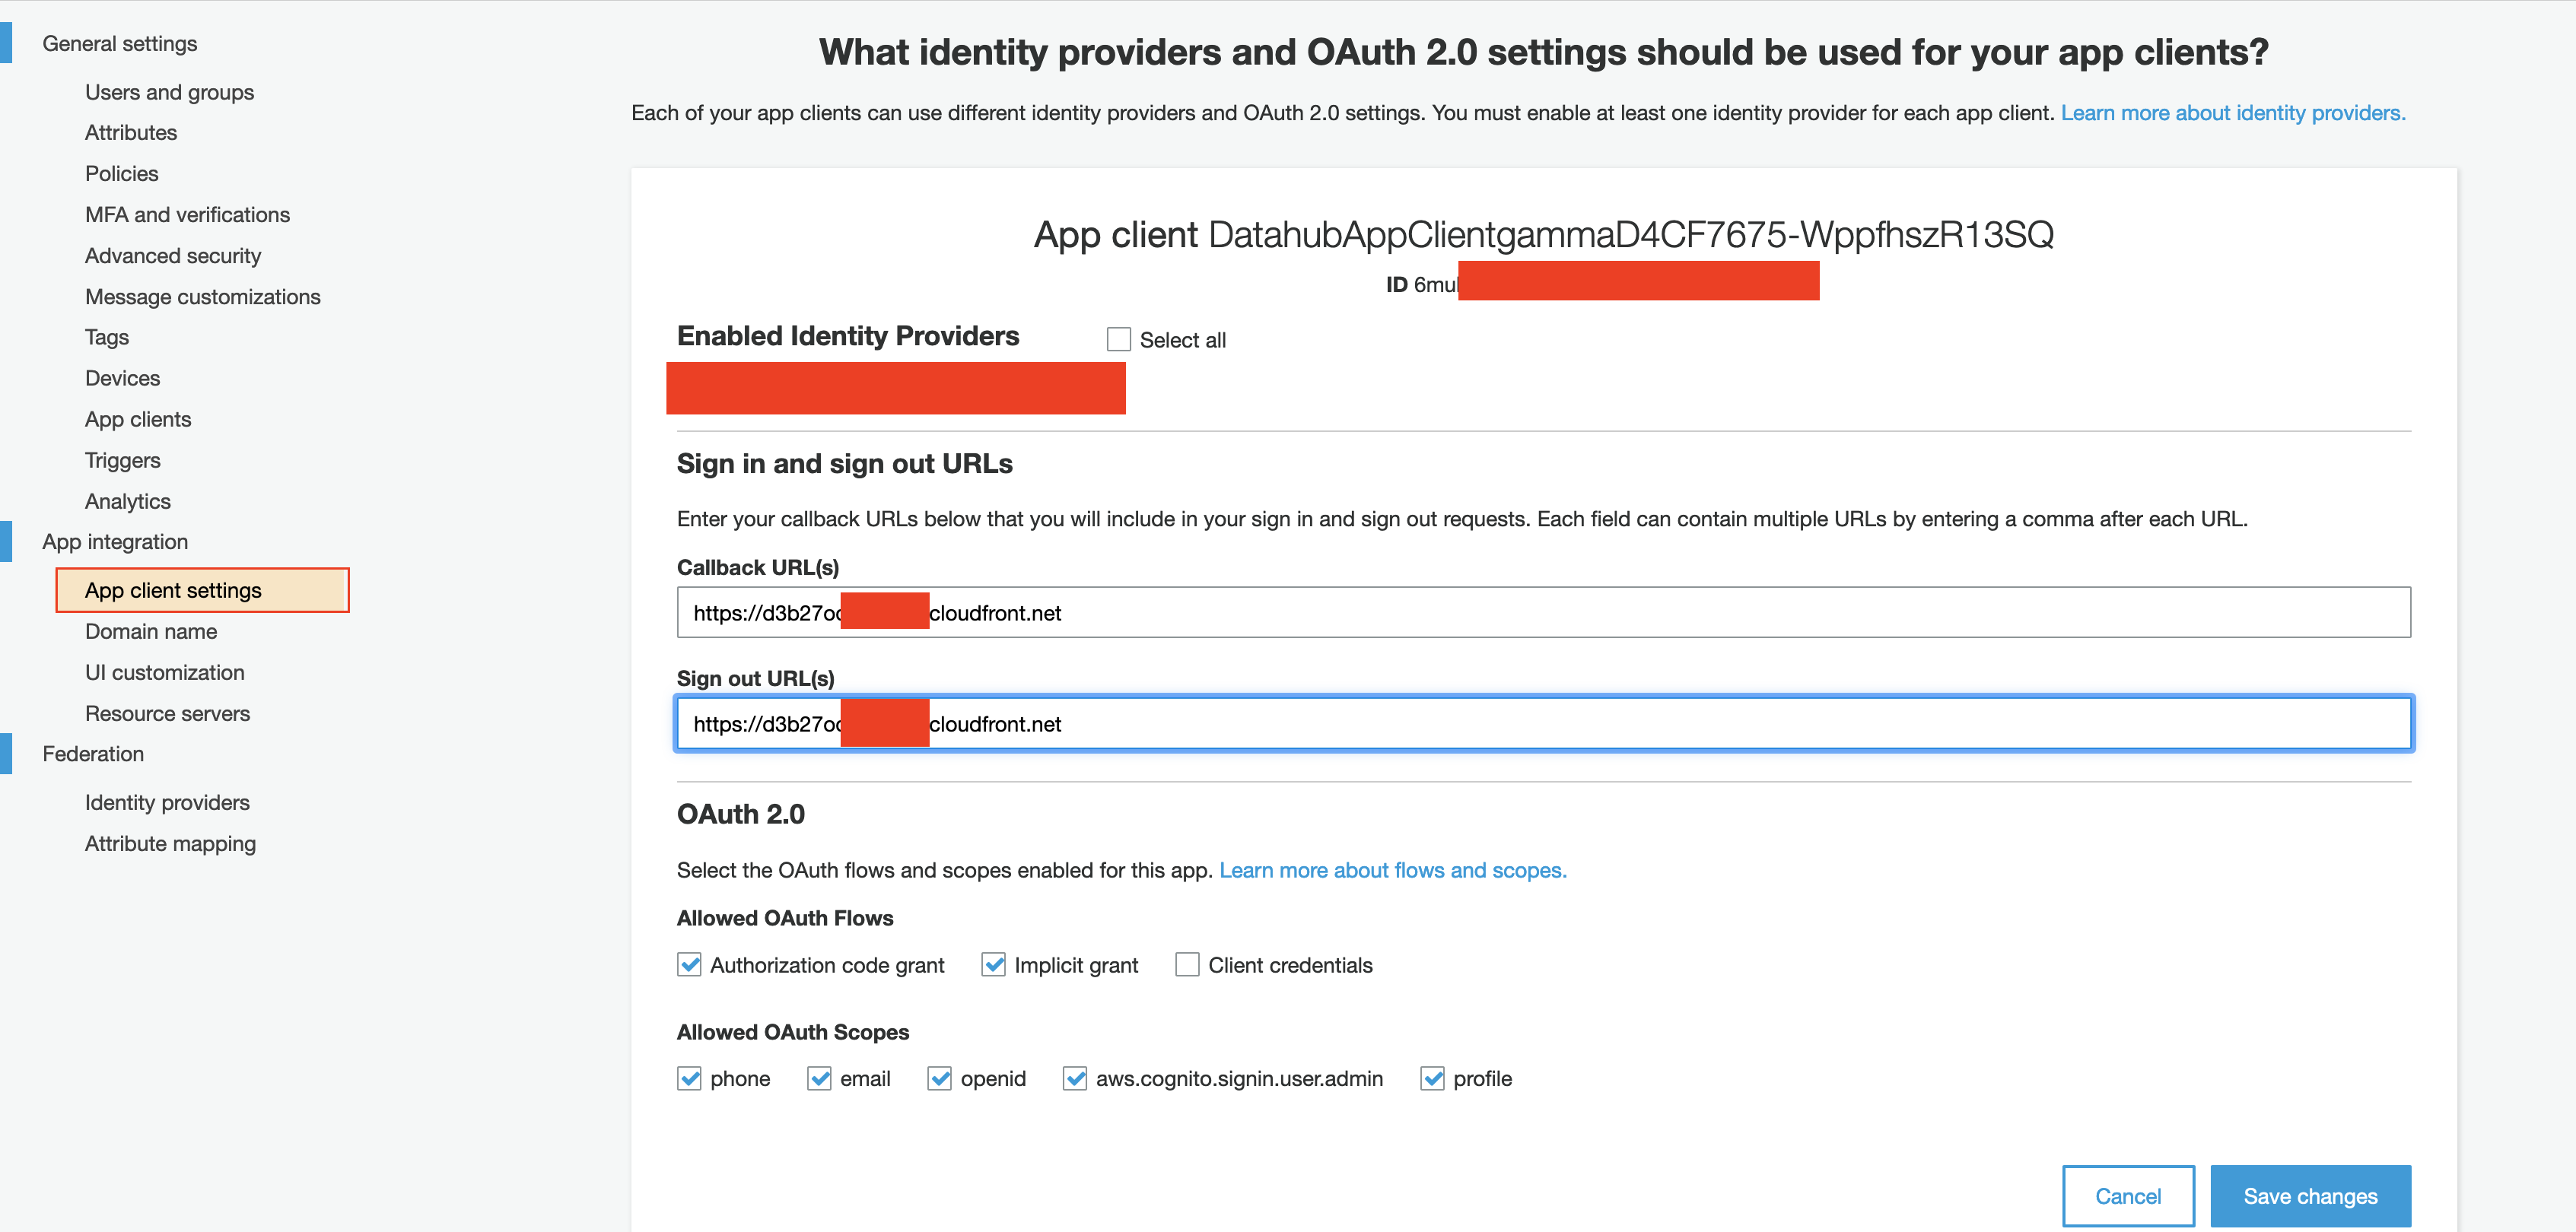 General settings
Users and groups
Attributes
Policies
MFA and verifications
Advanced security
Message customizations
Tags
Devices
App clients
Triggers
Analytics
App integration
App client settings
Domain name
UI customization
Resource servers
Federation
Identity providers
Attribute mapping
What identity providers and OAuth 2.0 settings should be used for your app clients?
Each of your app clients can use different identity providers and OAuth 2.0 settings. You must enable at least one identity provider for each app client. Learn more about identity providers.
App client DatahubAppClientgammaD4CF7675-WppfhszR13SQ
ID 6mul
Enabled Identity Providers Select all
Sign in and sign out URLs
Enter your callback URLs below that you will include in your sign in and sign out requests. Each field can contain multiple URLs by entering a comma after each URL.
Callback URL(s)
https://d3b27oc cloudfront.net
Sign out URL(s)
https://d3b27oc cloudfront.net
OAuth 2.0
Select the OAuth flows and scopes enabled for this app. Learn more about flows and scopes.
Allowed OAuth Flows
Authorization code grant Implicit grant Client credentials
Allowed OAuth Scopes
phone email openid aws.cognito.signin.user.admin profile
Cancel Save changes